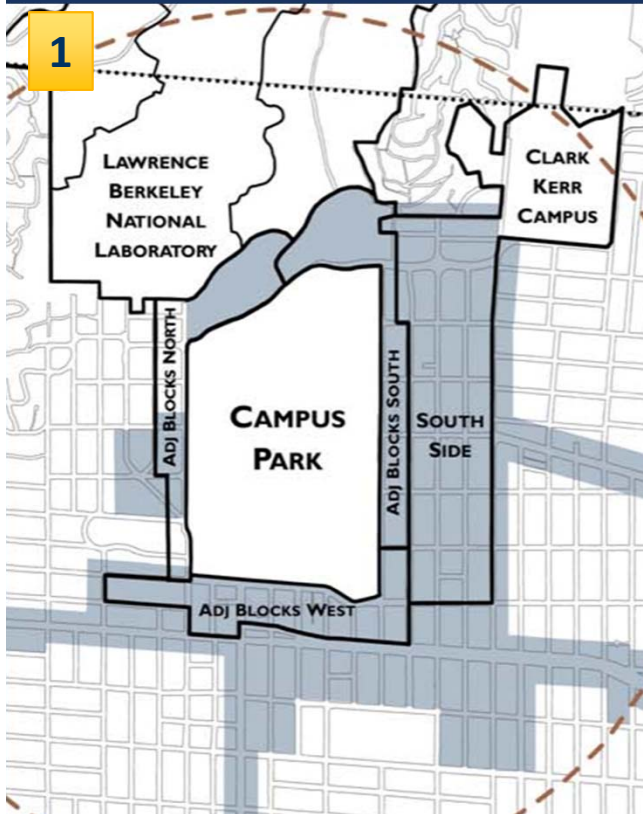 1
LAWRENCE
BERKELEY
NATIONAL
LABORATORY
CLARK
KERR
CAMPUS
ADJ BLOCKS NORTH
CAMPUS
PARK
ADJ BLOCKS SOUTH
SOUTH
SIDE
ADJ BLOCKS WEST